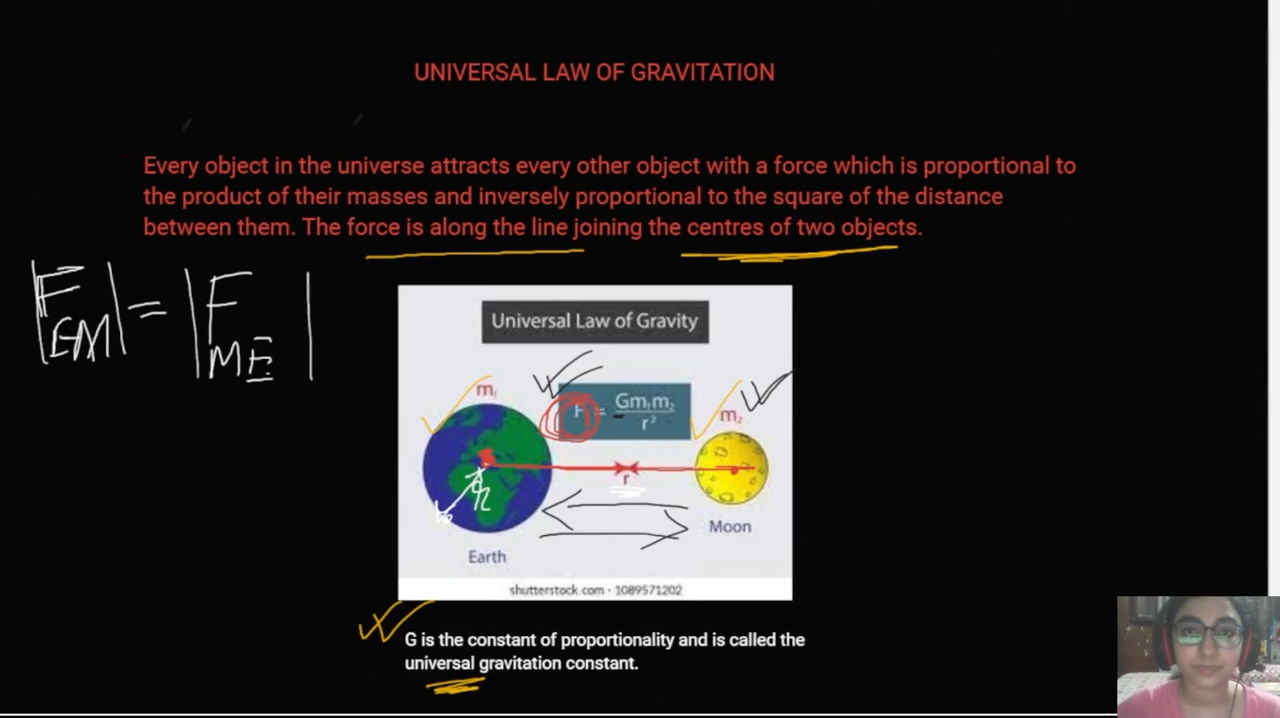 UNIVERSAL LAW OF GRAVITATION
Every object in the universe attracts every other object with a force which is proportional to
the product of their masses and inversely proportional to the square of the distance
between them. The force is along the line joining the centres of two objects.
|F_EM| = |F_ME|
Universal Law of Gravity
m₁
F = Gm₁m₂/r²
m₂
r
Moon
Earth
shutterstock.com · 1089571202
G is the constant of proportionality and is called the
universal gravitation constant.